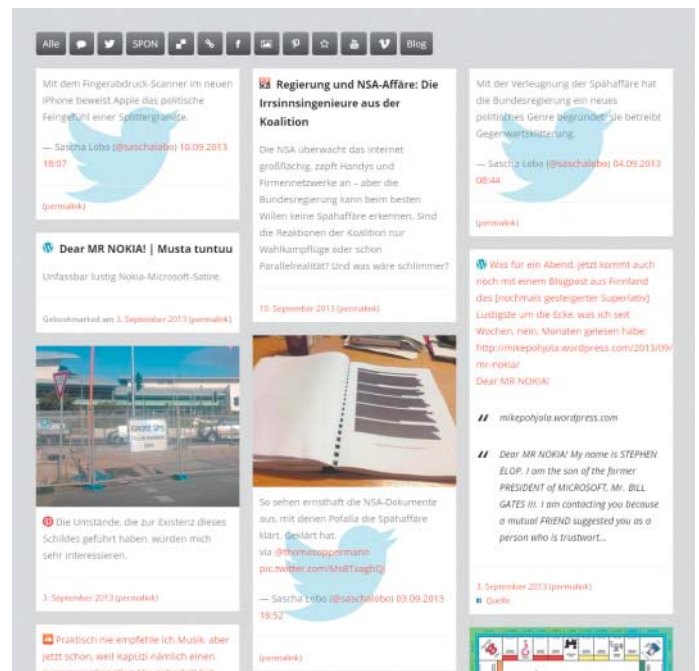 Alle
SPON
Blog
Mit dem Fingerabdruck-Scanner im neuen
iPhone beweist Apple das politische
Feingefühl einer Splittergranate.
— Sascha Lobo (@saschalobo) 10.09.2013
18:07
(permalink)
Dear MR NOKIA! | Musta tuntuu
Unfassbar lustig Nokia-Microsoft-Satire.
Gebookmarked am 3. September 2013 (permalink)
IGNORE GPS
Die Umstände, die zur Existenz dieses
Schildes geführt haben, würden mich
sehr interessieren.
3. September 2013 (permalink)
Praktisch nie empfehle ich Musik, aber
jetzt schon, weil Kapuzi nämlich einen
Regierung und NSA-Affäre: Die
Irrsinnsingenieure aus der
Koalition
Die NSA überwacht das Internet
großflächig, zapft Handys und
Firmennetzwerke an – aber die
Bundesregierung kann beim besten
Willen keine Spähaffäre erkennen. Sind
die Reaktionen der Koalition nur
Wahlkampflüge oder schon
Parallelrealität? Und was wäre schlimmer?
10. September 2013 (permalink)
So sehen ernsthaft die NSA-Dokumente
aus, mit denen Pofalla die Spähaffäre
klärt. Geklärt hat.
via @thomasoppermann
pic.twitter.com/MsBTxaghQ
— Sascha Lobo (@saschalobo) 03.09.2013
18:52
(permalink)
Mit der Verleugnung der Spähaffäre hat
die Bundesregierung ein neues
politisches Genre begründet: sie betreibt
Gegenwartsklitterung.
— Sascha Lobo (@saschalobo) 04.09.2013
08:44
(permalink)
Was für ein Abend, jetzt kommt auch
noch mit einem Blogpost aus Finnland
das [nochmals gesteigerter Superlativ]
Lustigste um die Ecke, was ich seit
Wochen, nein, Monaten gelesen habe:
http://mikepohjola.wordpress.com/2013/09/
mr-nokia/
Dear MR NOKIA!
mikepohjola.wordpress.com
Dear MR NOKIA! My name is STEPHEN
ELOP. I am the son of the former
PRESIDENT of MICROSOFT, Mr. BILL
GATES III. I am contacting you because
a mutual FRIEND suggested you as a
person who is trustwort...
3. September 2013 (permalink)
Quelle